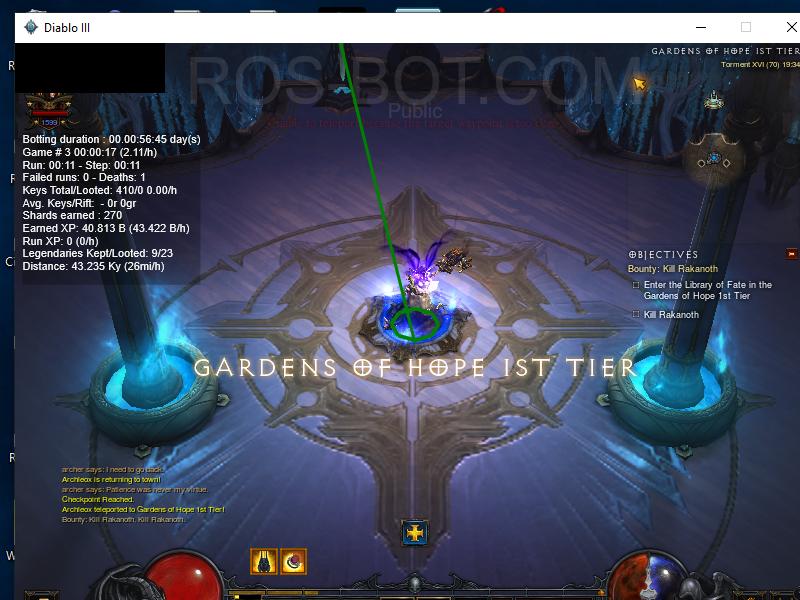 Diablo III
GARDENS OF HOPE 1ST TIER
Torment XVI (70) 19:34
ROS-BOT.COM
Public
1599
Botting duration : 00.00:56:45 day(s)
Game # 3 00:00:17 (2.11/h)
Run: 00:11 - Step: 00:11
Failed runs: 0 - Deaths: 1
Keys Total/Looted: 410/0 0.00/h
Avg. Keys/Rift:  - 0r 0gr
Shards earned : 270
Earned XP: 40.813 B (43.422 B/h)
Run XP: 0 (0/h)
Legendaries Kept/Looted: 9/23
Distance: 43.235 Ky (26mi/h)
OBJECTIVES
Bounty: Kill Rakanoth
Enter the Library of Fate in the
Gardens of Hope 1st Tier
Kill Rakanoth
GARDENS OF HOPE 1ST TIER
archer says: I need to go back.
Archleox is returning to town!
archer says: Patience was never my virtue.
Checkpoint Reached.
Archleox teleported to Gardens of Hope 1st Tier!
Bounty: Kill Rakanoth. Kill Rakanoth.